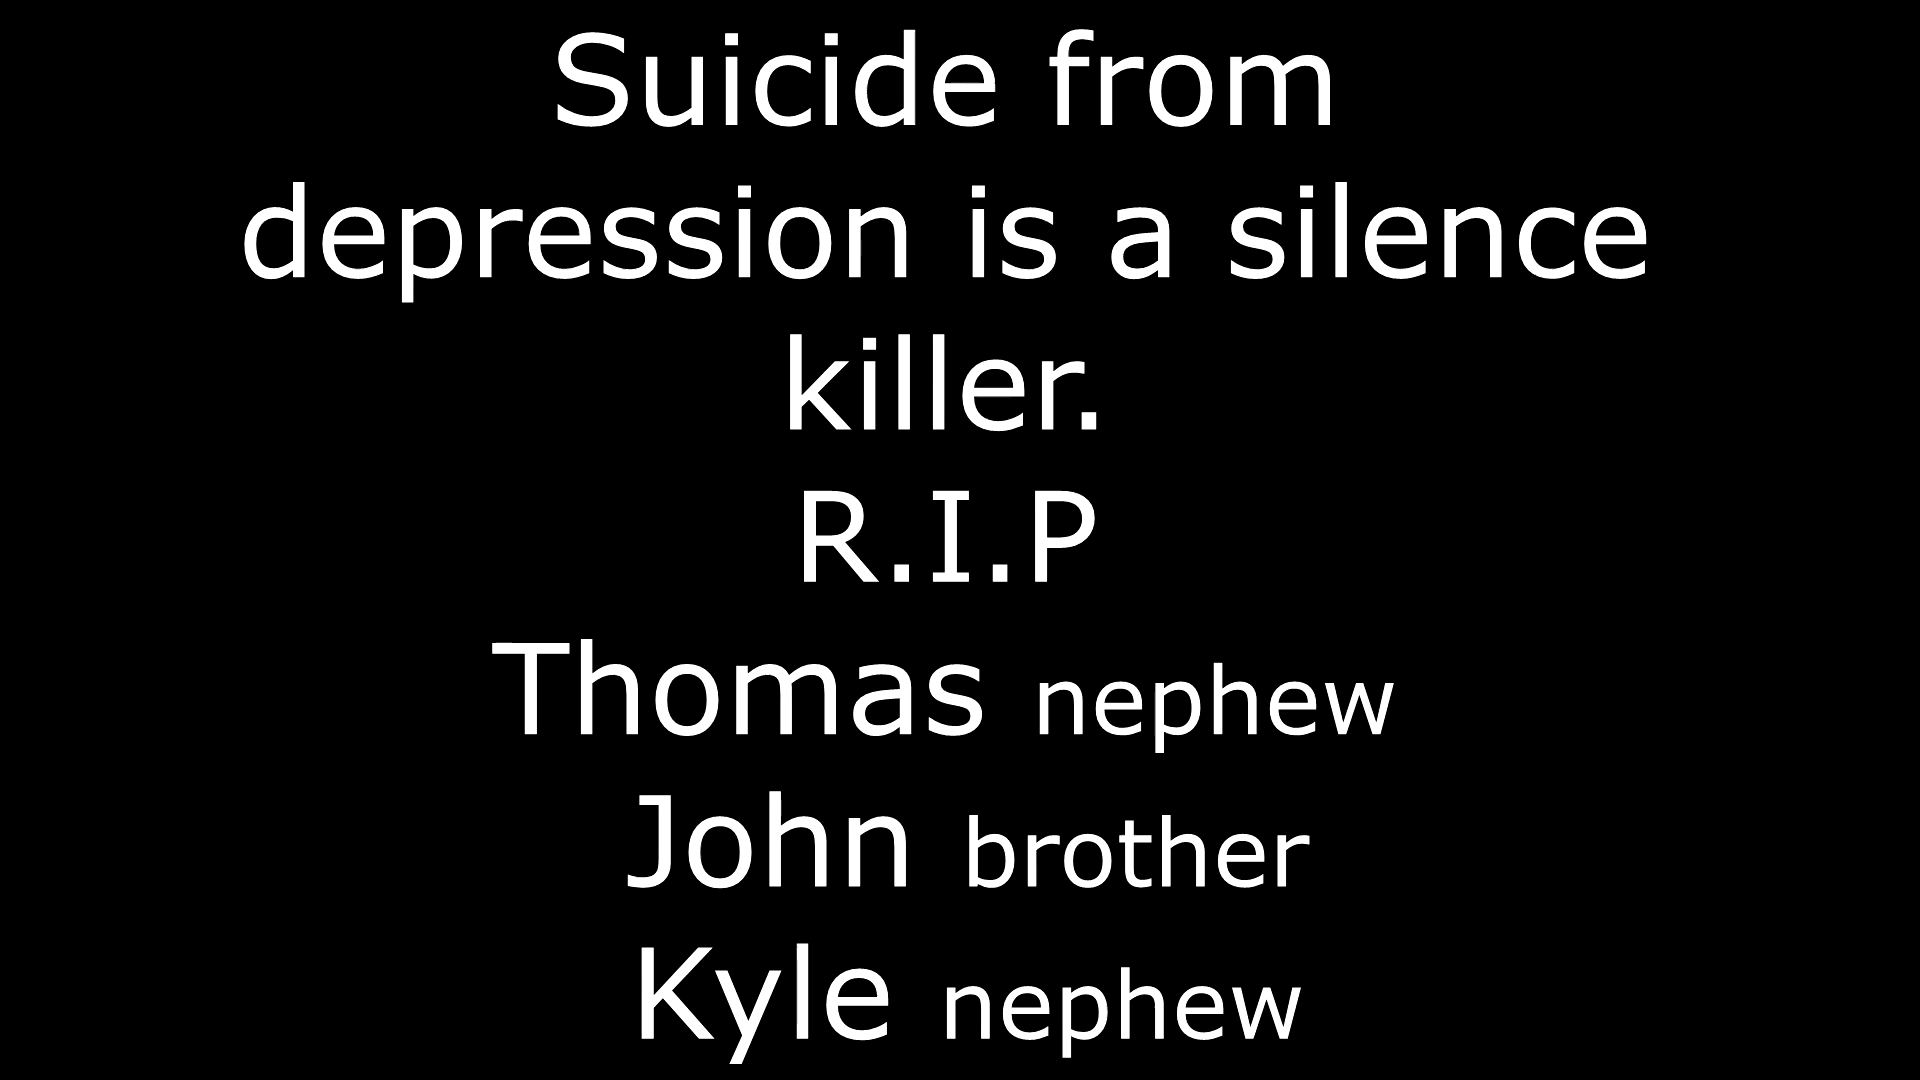 Suicide from
depression is a silence
killer.
R.I.P
Thomas nephew
John brother
Kyle nephew